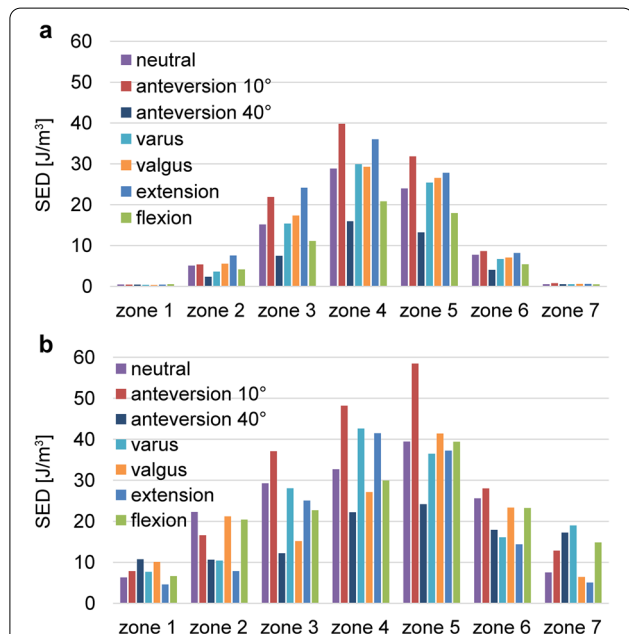 a
60
50
40
30
20
10
0
SED [J/m³]
neutral
anteversion 10°
anteversion 40°
varus
valgus
extension
flexion
zone 1 zone 2 zone 3 zone 4 zone 5 zone 6 zone 7
b
60
50
40
30
20
10
0
SED [J/m³]
neutral
anteversion 10°
anteversion 40°
varus
valgus
extension
flexion
zone 1 zone 2 zone 3 zone 4 zone 5 zone 6 zone 7